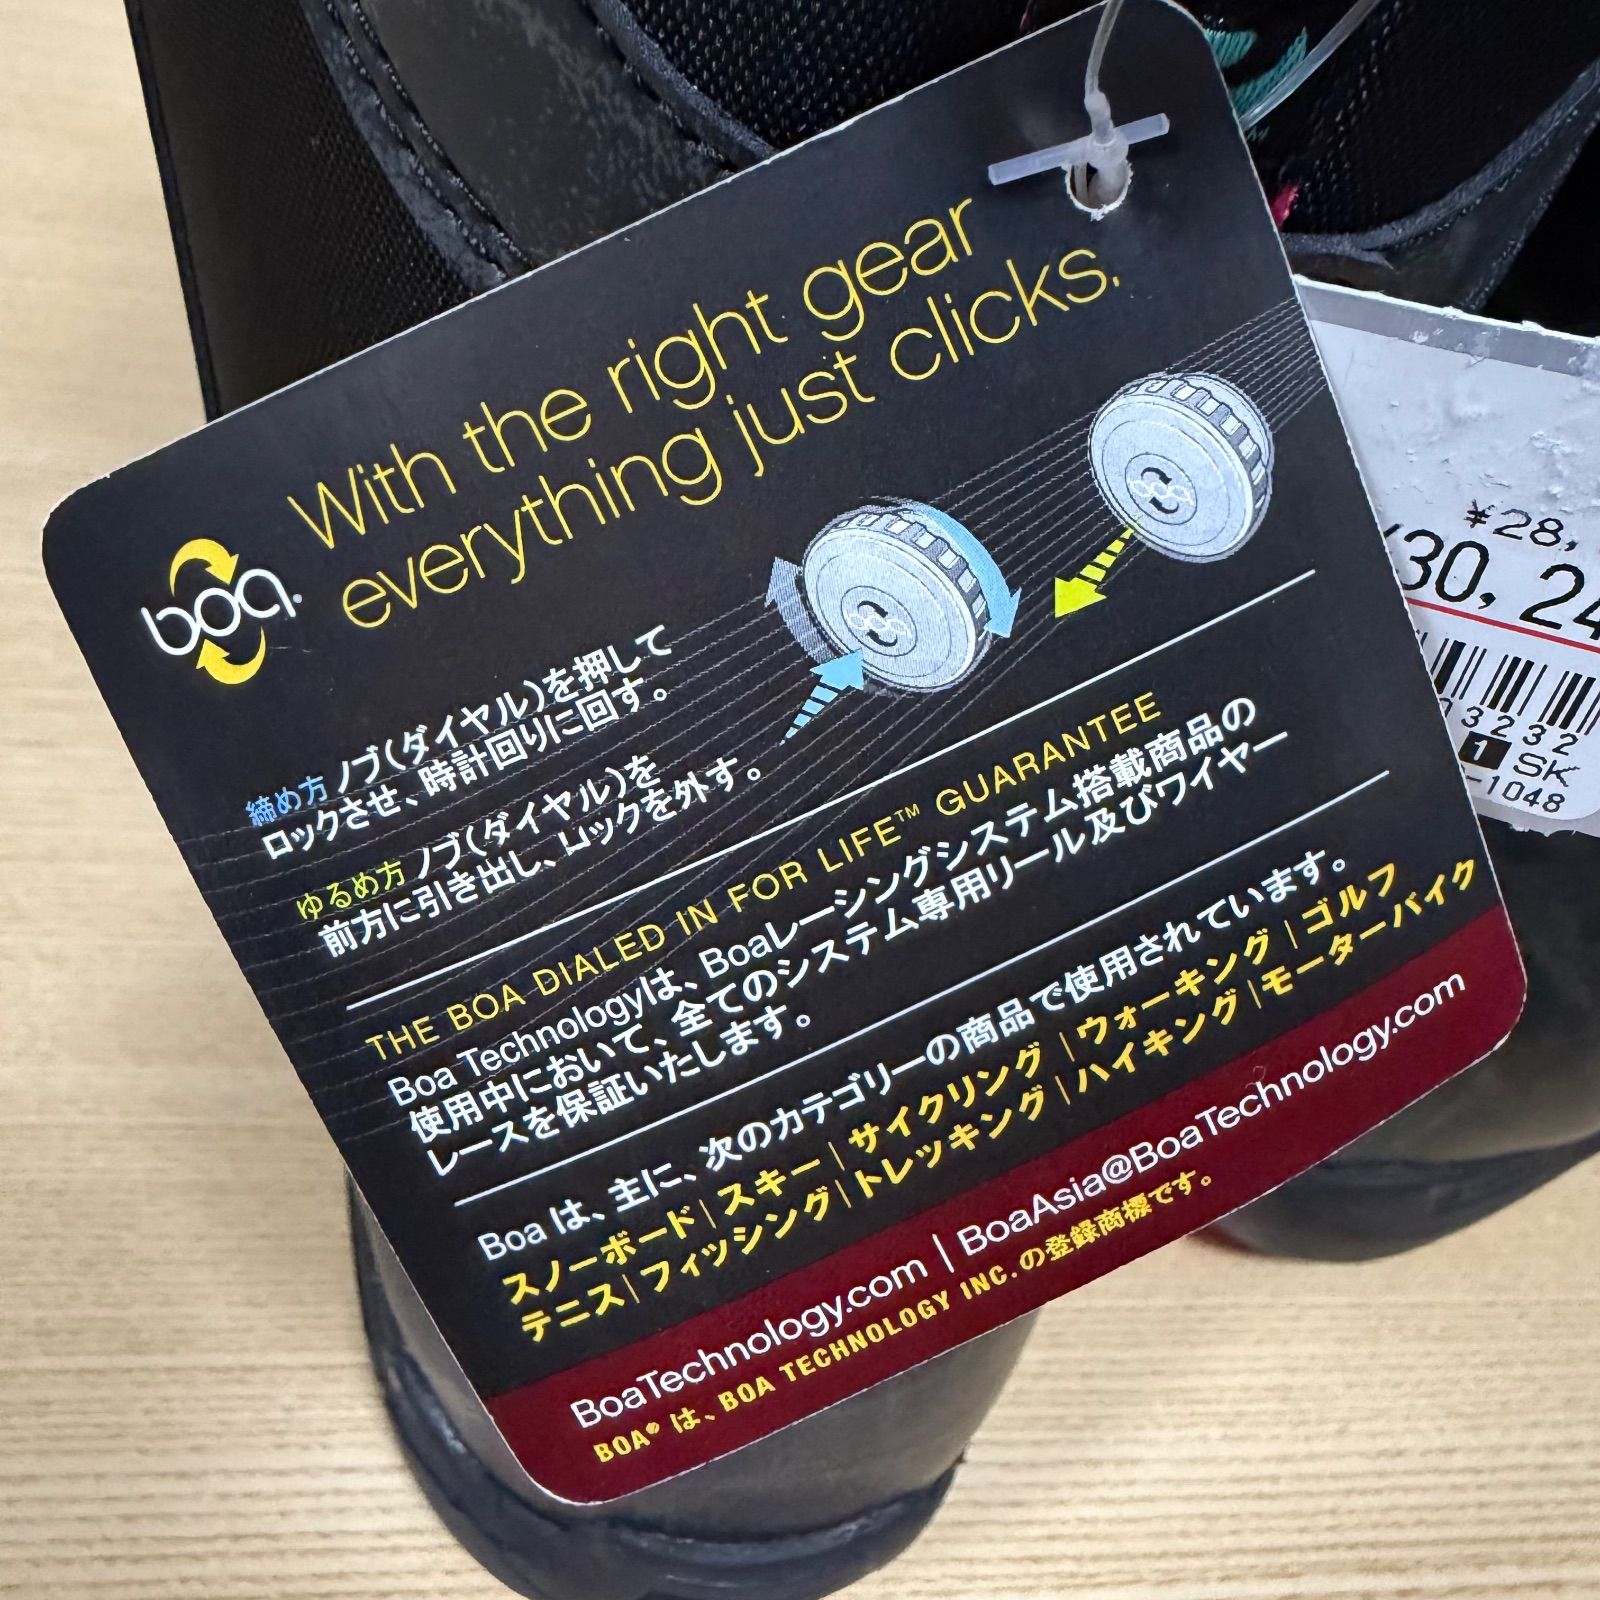 With the right gear
everything just clicks.
boa
締め方 ノブ(ダイヤル)を押して
ロックさせ、時計回りに回す。
ゆるめ方 ノブ(ダイヤル)を
前方に引き出し、ロックを外す。
THE BOA DIALED IN FOR LIFE™ GUARANTEE
Boa Technologyは、Boaレーシングシステム搭載商品の
使用中において、全てのシステム専用リール及びワイヤー
レースを保証いたします。
Boa は、主に、次のカテゴリーの商品で使用されています。
スノーボード|スキー|サイクリング|ウォーキング|ゴルフ
テニス|フィッシング|トレッキング|ハイキング|モーターバイク
BoaTechnology.com | BoaAsia@BoaTechnology.com
BOA® は、BOA TECHNOLOGY INC. の登録商標です。
¥28,
30, 24
3232
1 SK
-1048